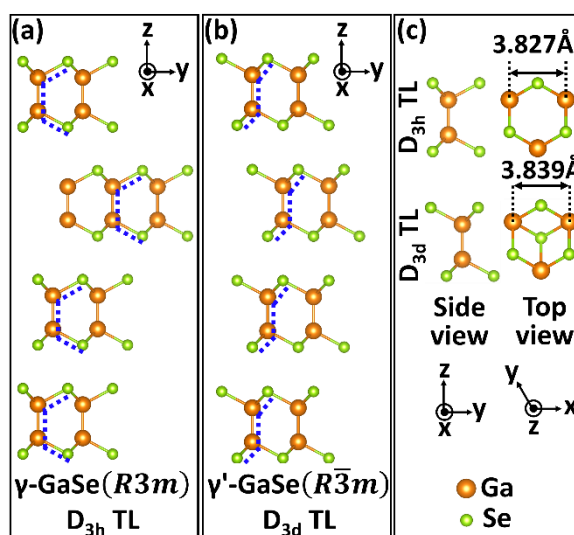 (a)
z
y
x
γ-GaSe(R3m)
D₃ₕ TL
(b)
z
y
x
γ'-GaSe(R3̅m)
D₃d TL
(c)
3.827Å
D₃ₕ TL
3.839Å
D₃d TL
Side view
Top view
z
y
x
y
x
z
Ga
Se